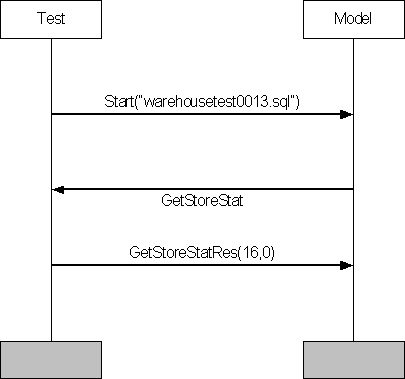 Test Model
Start("warehousetest0013.sql")
GetStoreStat
GetStoreStatRes(16,0)